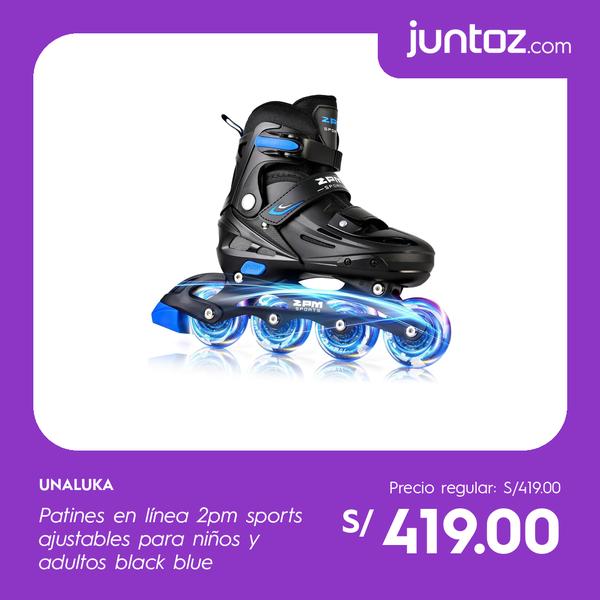 juntoz.com
2PM
SPORTS
2PM
SPORTS
2PM
SPORTS
UNALUKA
Patines en línea 2pm sports
ajustables para niños y
adultos black blue
Precio regular: S/419.00
S/ 419.00